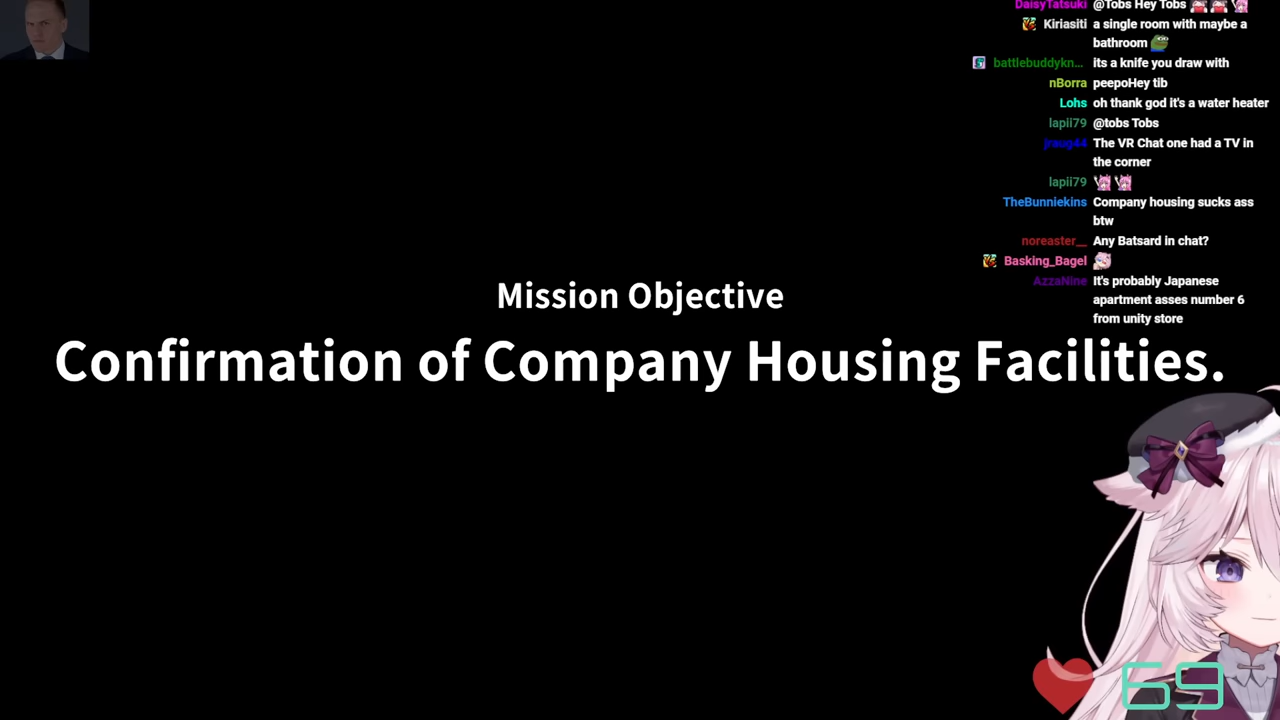 DaisyTatsuki @Tobs Hey Tobs
Kiriasiti a single room with maybe a
bathroom
battlebuddykn... its a knife you draw with
nBorra peepoHey tib
Lohs oh thank god it's a water heater
lapii79 @tobs Tobs
jraug44 The VR Chat one had a TV in
the corner
lapii79
TheBunniekins Company housing sucks ass
btw
noreaster__ Any Batsard in chat?
Basking_Bagel
AzzaNine It's probably Japanese
apartment asses number 6
from unity store
Mission Objective
Confirmation of Company Housing Facilities.
69